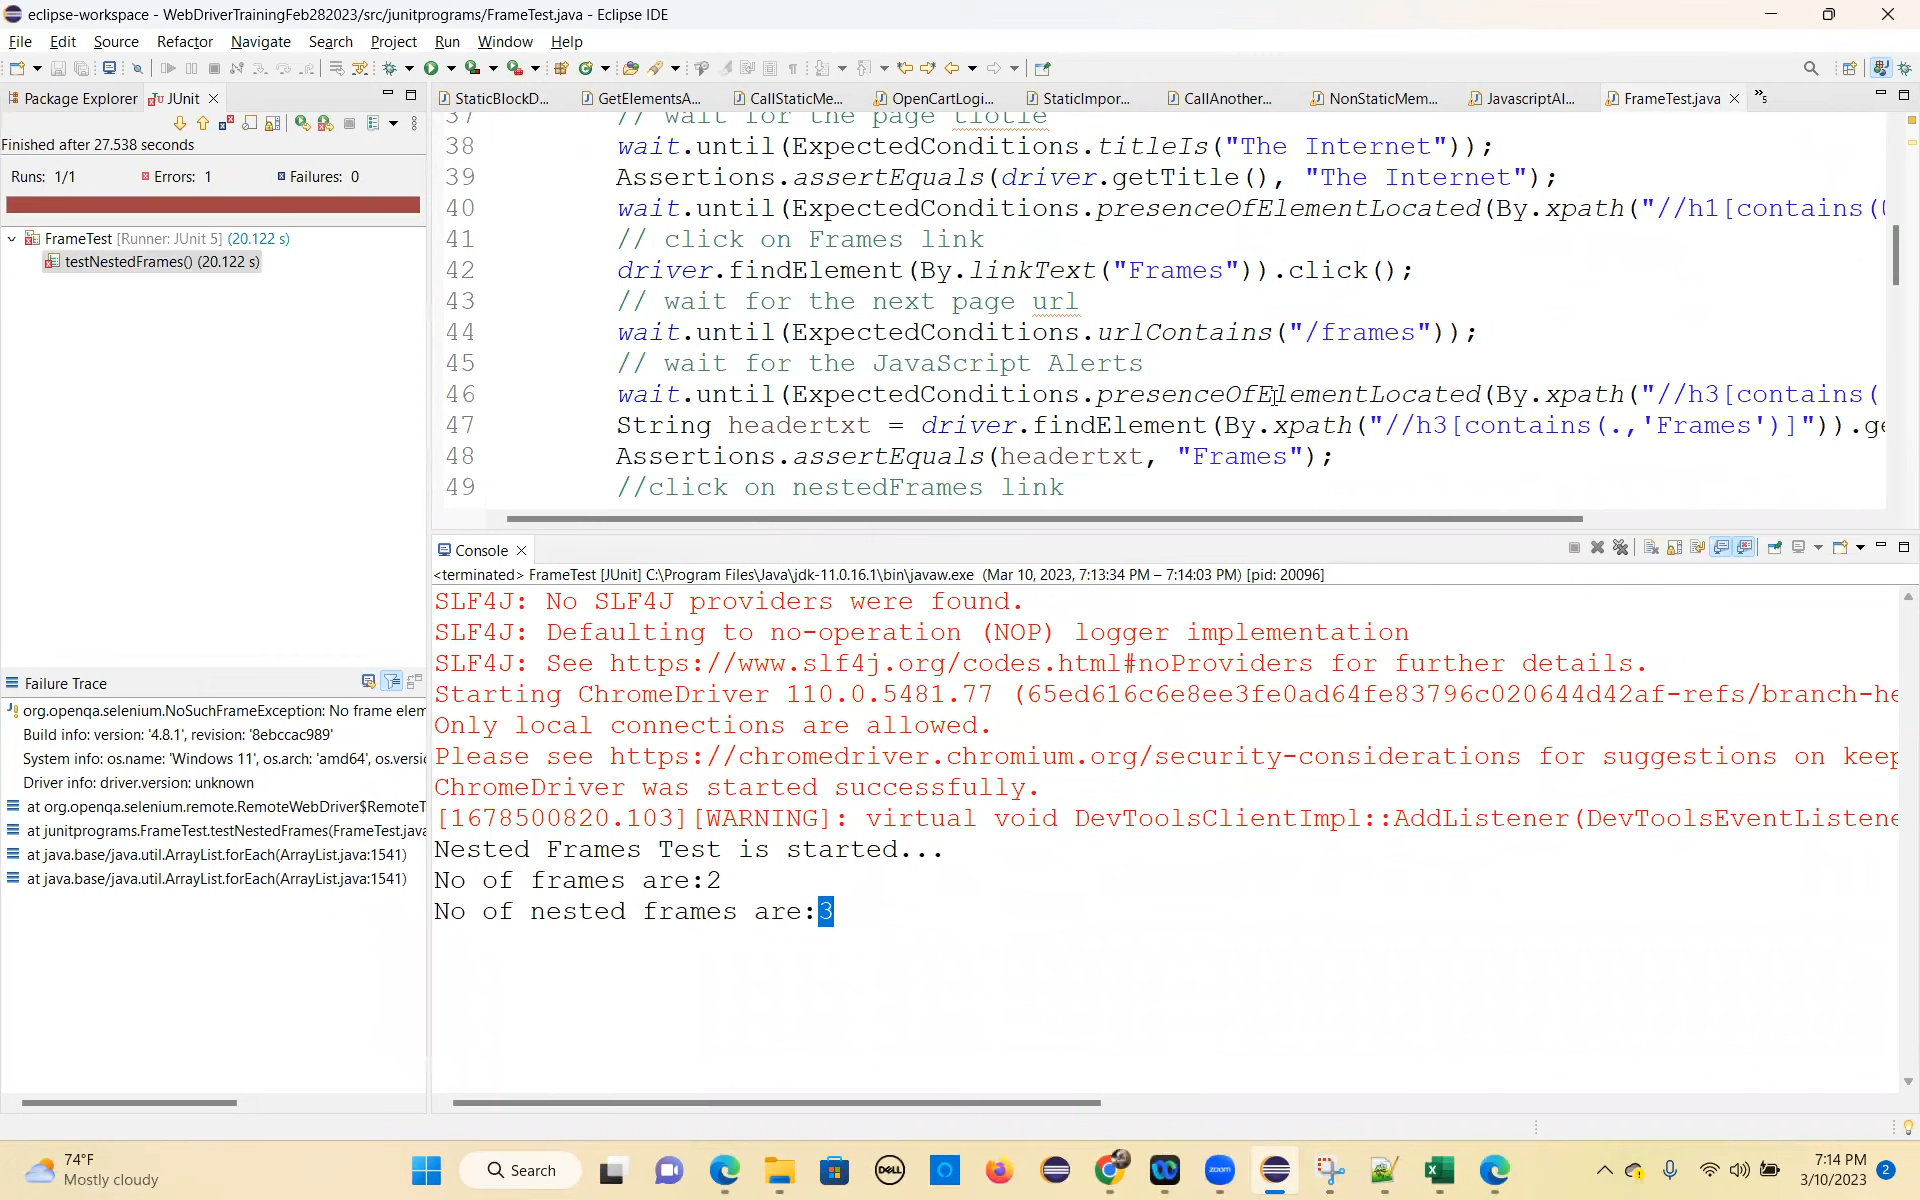 eclipse-workspace - WebDriverTrainingFeb282023/src/junitprograms/FrameTest.java - Eclipse IDE
File Edit Source Refactor Navigate Search Project Run Window Help
Package Explorer JUnit
Finished after 27.538 seconds
Runs: 1/1 Errors: 1 Failures: 0
FrameTest [Runner: JUnit 5] (20.122 s)
testNestedFrames() (20.122 s)
StaticBlockD... GetElementsA... CallStaticMe... OpenCartLogi... StaticImpor... CallAnother... NonStaticMem... JavascriptAl... FrameTest.java »5
37 // wait for the page tiotle
38 wait.until(ExpectedConditions.titleIs("The Internet"));
39 Assertions.assertEquals(driver.getTitle(), "The Internet");
40 wait.until(ExpectedConditions.presenceOfElementLocated(By.xpath("//h1[contains(
41 // click on Frames link
42 driver.findElement(By.linkText("Frames")).click();
43 // wait for the next page url
44 wait.until(ExpectedConditions.urlContains("/frames"));
45 // wait for the JavaScript Alerts
46 wait.until(ExpectedConditions.presenceOfElementLocated(By.xpath("//h3[contains(
47 String headertxt = driver.findElement(By.xpath("//h3[contains(.,'Frames')]")).ge
48 Assertions.assertEquals(headertxt, "Frames");
49 //click on nestedFrames link
Failure Trace
org.openqa.selenium.NoSuchFrameException: No frame elem
Build info: version: '4.8.1', revision: '8ebccac989'
System info: os.name: 'Windows 11', os.arch: 'amd64', os.versi
Driver info: driver.version: unknown
at org.openqa.selenium.remote.RemoteWebDriver$RemoteT
at junitprograms.FrameTest.testNestedFrames(FrameTest.java
at java.base/java.util.ArrayList.forEach(ArrayList.java:1541)
at java.base/java.util.ArrayList.forEach(ArrayList.java:1541)
Console
<terminated> FrameTest [JUnit] C:\Program Files\Java\jdk-11.0.16.1\bin\javaw.exe (Mar 10, 2023, 7:13:34 PM – 7:14:03 PM) [pid: 20096]
SLF4J: No SLF4J providers were found.
SLF4J: Defaulting to no-operation (NOP) logger implementation
SLF4J: See https://www.slf4j.org/codes.html#noProviders for further details.
Starting ChromeDriver 110.0.5481.77 (65ed616c6e8ee3fe0ad64fe83796c020644d42af-refs/branch-he
Only local connections are allowed.
Please see https://chromedriver.chromium.org/security-considerations for suggestions on keep
ChromeDriver was started successfully.
[1678500820.103][WARNING]: virtual void DevToolsClientImpl::AddListener(DevToolsEventListene
Nested Frames Test is started...
No of frames are:2
No of nested frames are:3
74°F
Mostly cloudy
Search
DELL
zoom
7:14 PM
3/10/2023
2